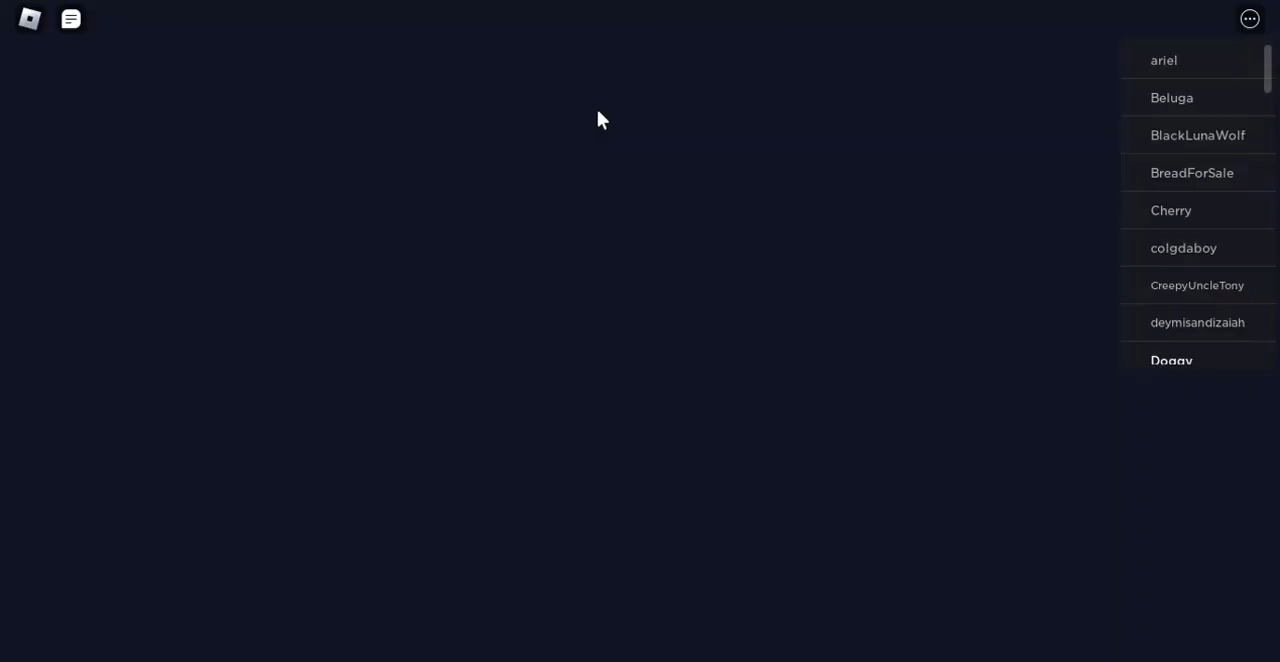 ariel
Beluga
BlackLunaWolf
BreadForSale
Cherry
colgdaboy
CreepyUncleTony
deymisandizaiah
Doggy